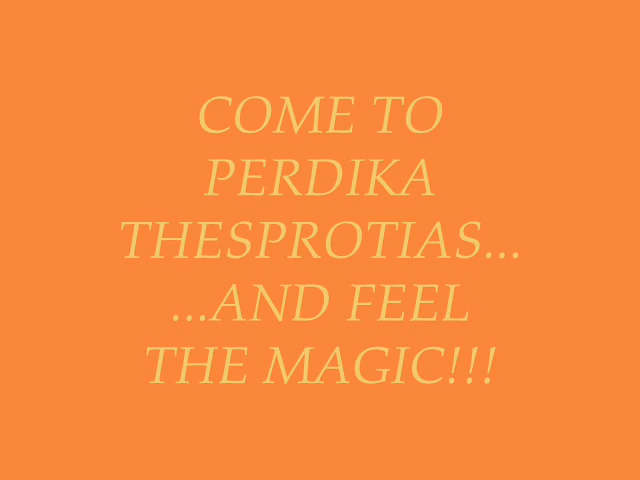 COME TO
PERDIKA
THESPROTIAS...
...AND FEEL
THE MAGIC!!!